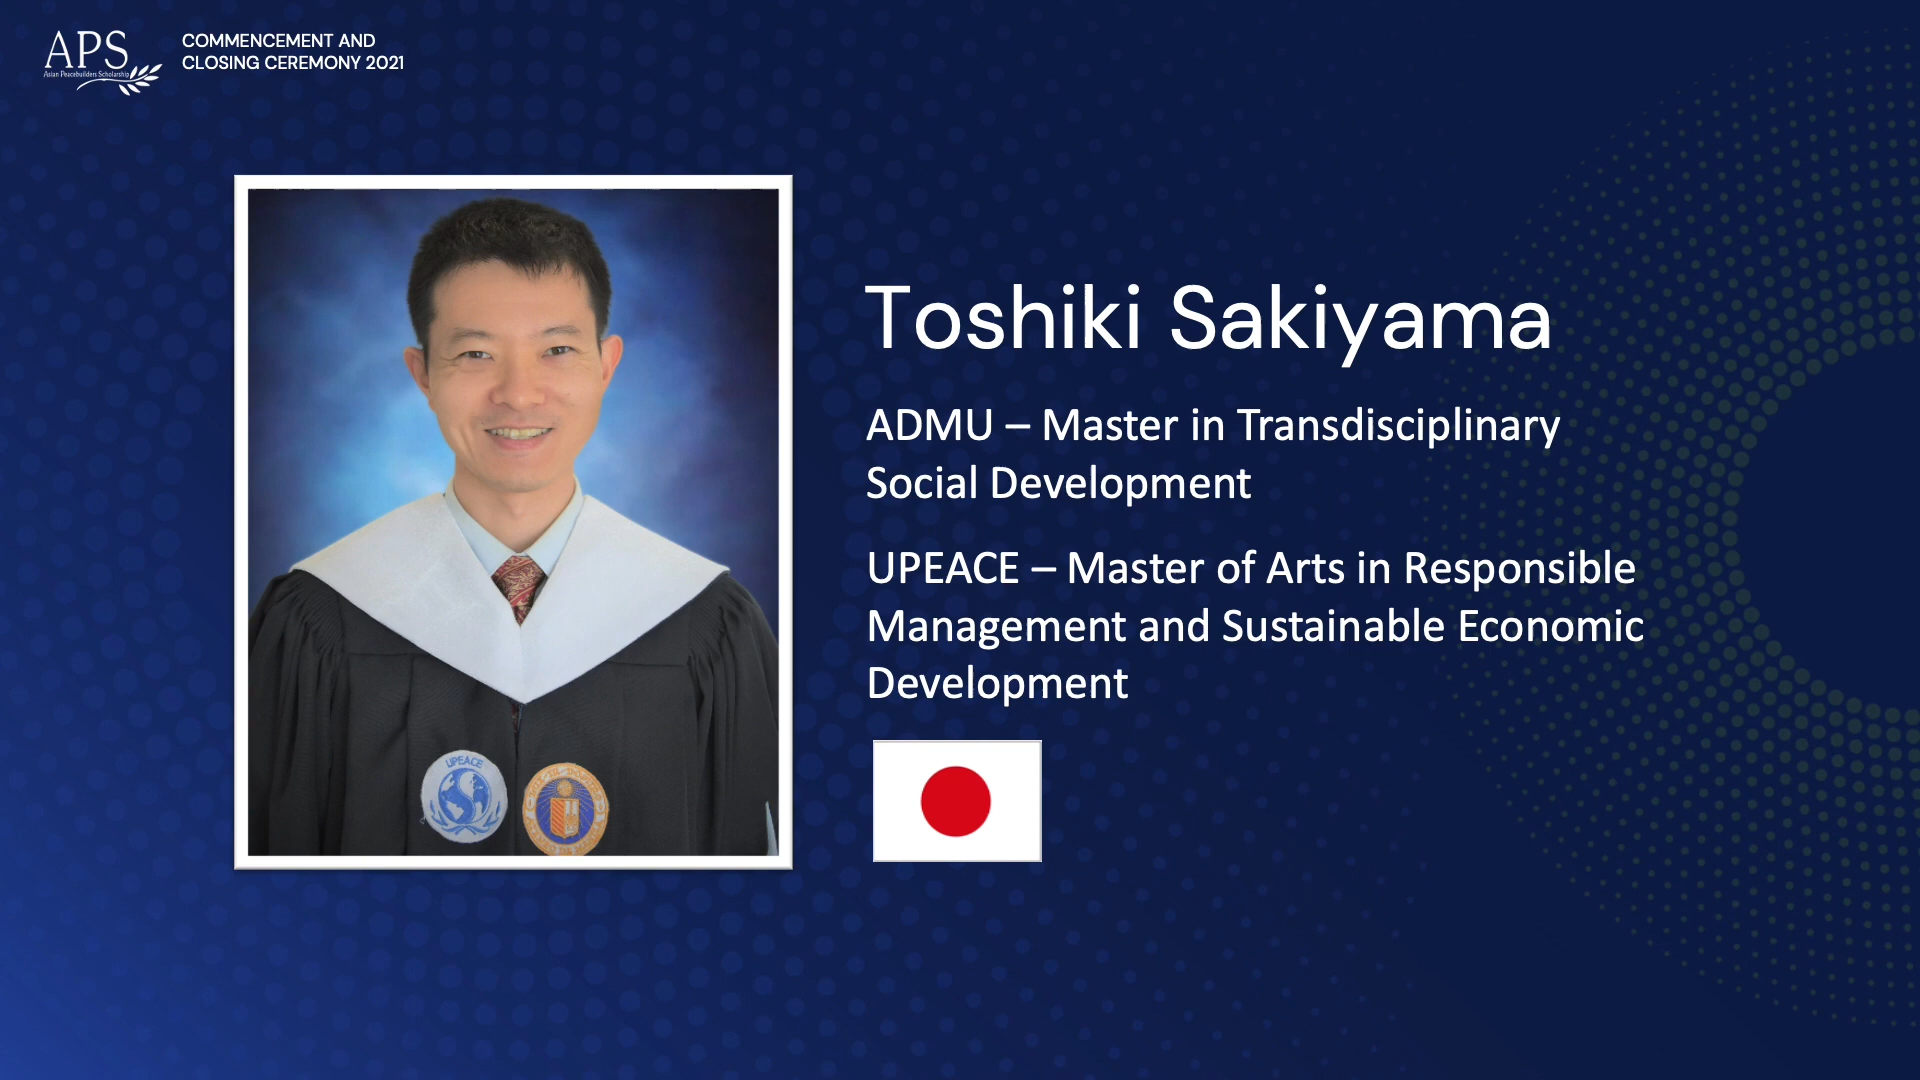 APS
Asian Peacebuilders Scholarship
COMMENCEMENT AND
CLOSING CEREMONY 2021
Toshiki Sakiyama
ADMU – Master in Transdisciplinary
Social Development
UPEACE – Master of Arts in Responsible
Management and Sustainable Economic
Development
UPEACE